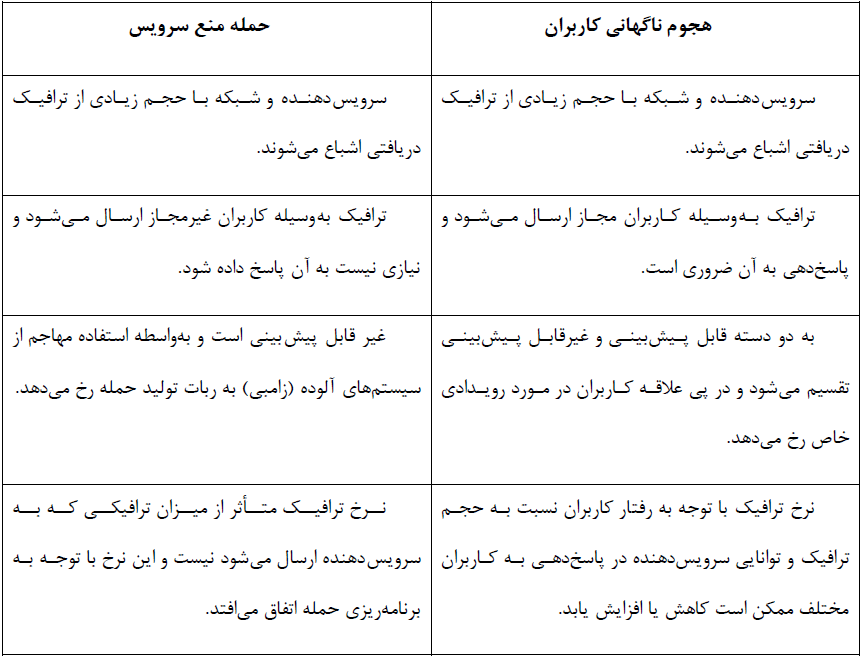 هجوم ناگهانی کاربران
حمله منع سرویس
سرویس‌دهنده و شبکه با حجم زیادی از ترافیک
دریافتی اشباع می‌شوند.
سرویس‌دهنده و شبکه با حجم زیادی از ترافیک
دریافتی اشباع می‌شوند.
ترافیک به‌وسیله کاربران مجاز ارسال می‌شود و
پاسخ‌دهی به آن ضروری است.
ترافیک به‌وسیله کاربران غیرمجاز ارسال می‌شود و
نیازی نیست به آن پاسخ داده شود.
به دو دسته قابل پیش‌بینی و غیرقابل پیش‌بینی
تقسیم می‌شود و در پی علاقه کاربران در مورد رویدادی
خاص رخ می‌دهد.
غیر قابل پیش‌بینی است و به‌واسطه استفاده مهاجم از
سیستم‌های آلوده (زامبی) به ربات تولید حمله رخ می‌دهد.
نرخ ترافیک با توجه به رفتار کاربران نسبت به حجم
ترافیک و توانایی سرویس‌دهنده در پاسخ‌دهی به کاربران
مختلف ممکن است کاهش یا افزایش یابد.
نرخ ترافیک متأثر از میزان ترافیکی که به
سرویس‌دهنده ارسال می‌شود نیست و این نرخ با توجه به
برنامه‌ریزی حمله اتفاق می‌افتد.